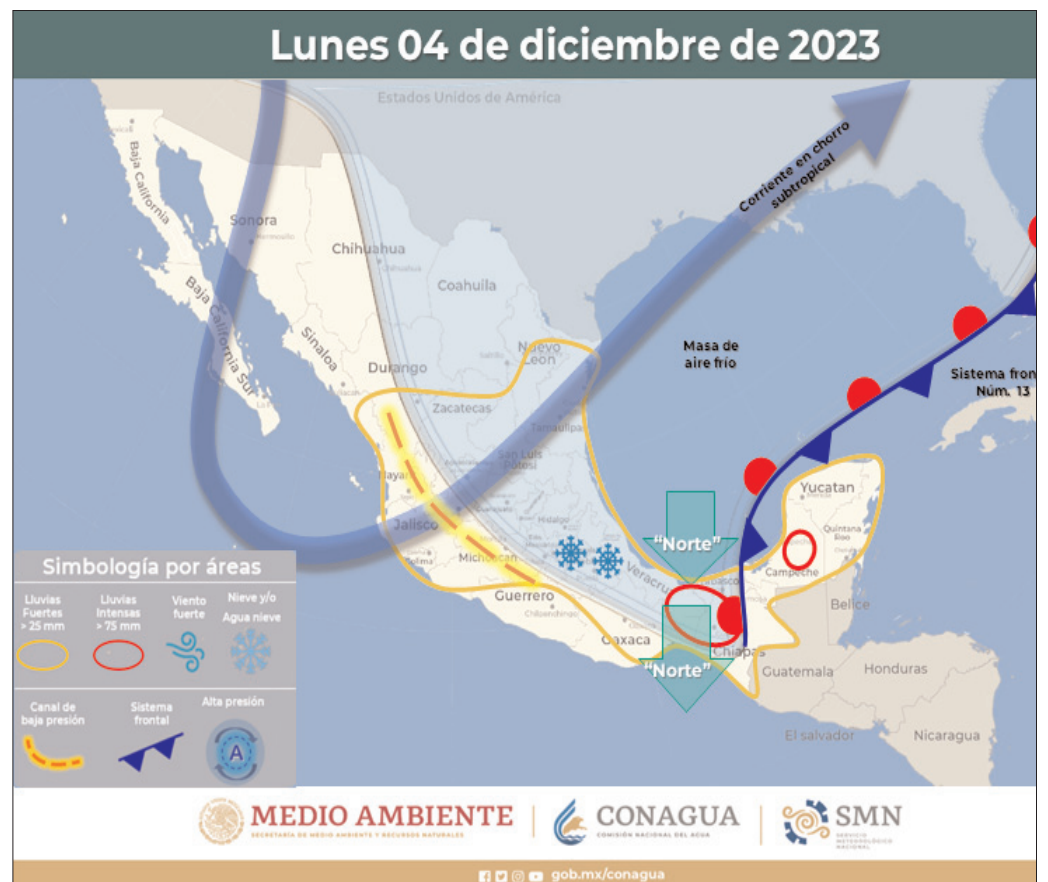 Lunes 04 de diciembre de 2023
Estados Unidos de América
Corriente en chorro
subtropical
Baja California
Sonora
Chihuahua
Chihuahua
Coahuila
Baja California Sur
Sinaloa
Durango
Nuevo
León
Zacatecas
Tamaulipas
San Luis
Potosí
Masa de
aire frío
Sistema fron
Núm. 13
Nayarit
Jalisco
Colima
Michoacán
Hidalgo
Guerrero
Chilpancingo
Veracruz
Oaxaca
Chiapas
Yucatan
Quintana
Roo
Campeche
Belice
Guatemala
Honduras
El salvador
Nicaragua
"Norte"
"Norte"
Simbología por áreas
Lluvias
Fuertes
> 25 mm
Lluvias
Intensas
> 75 mm
Viento
fuerte
Nieve y/o
Agua nieve
Canal de
baja presión
Sistema
frontal
Alta presión
A
MEDIO AMBIENTE
SECRETARÍA DE MEDIO AMBIENTE Y RECURSOS NATURALES
CONAGUA
COMISIÓN NACIONAL DEL AGUA
SMN
SERVICIO
METEOROLÓGICO
NACIONAL
gob.mx/conagua